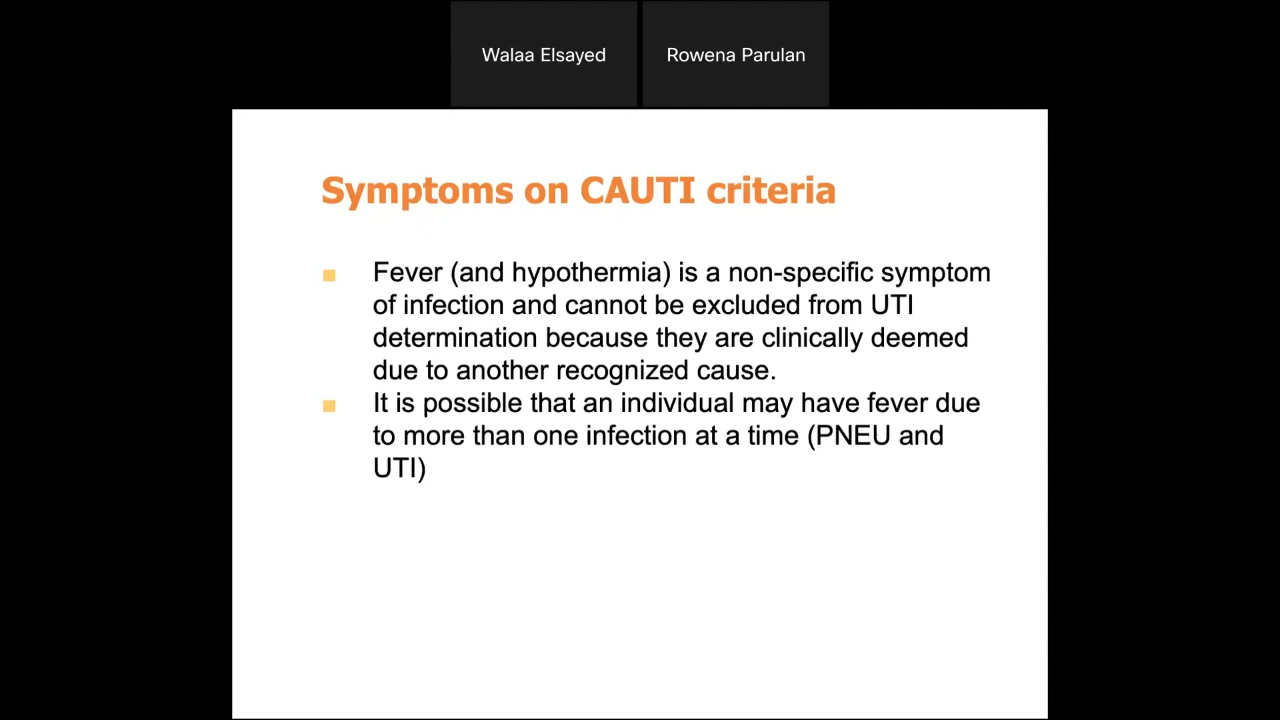 Walaa Elsayed
Rowena Parulan
Symptoms on CAUTI criteria
Fever (and hypothermia) is a non-specific symptom
of infection and cannot be excluded from UTI
determination because they are clinically deemed
due to another recognized cause.
It is possible that an individual may have fever due
to more than one infection at a time (PNEU and
UTI)